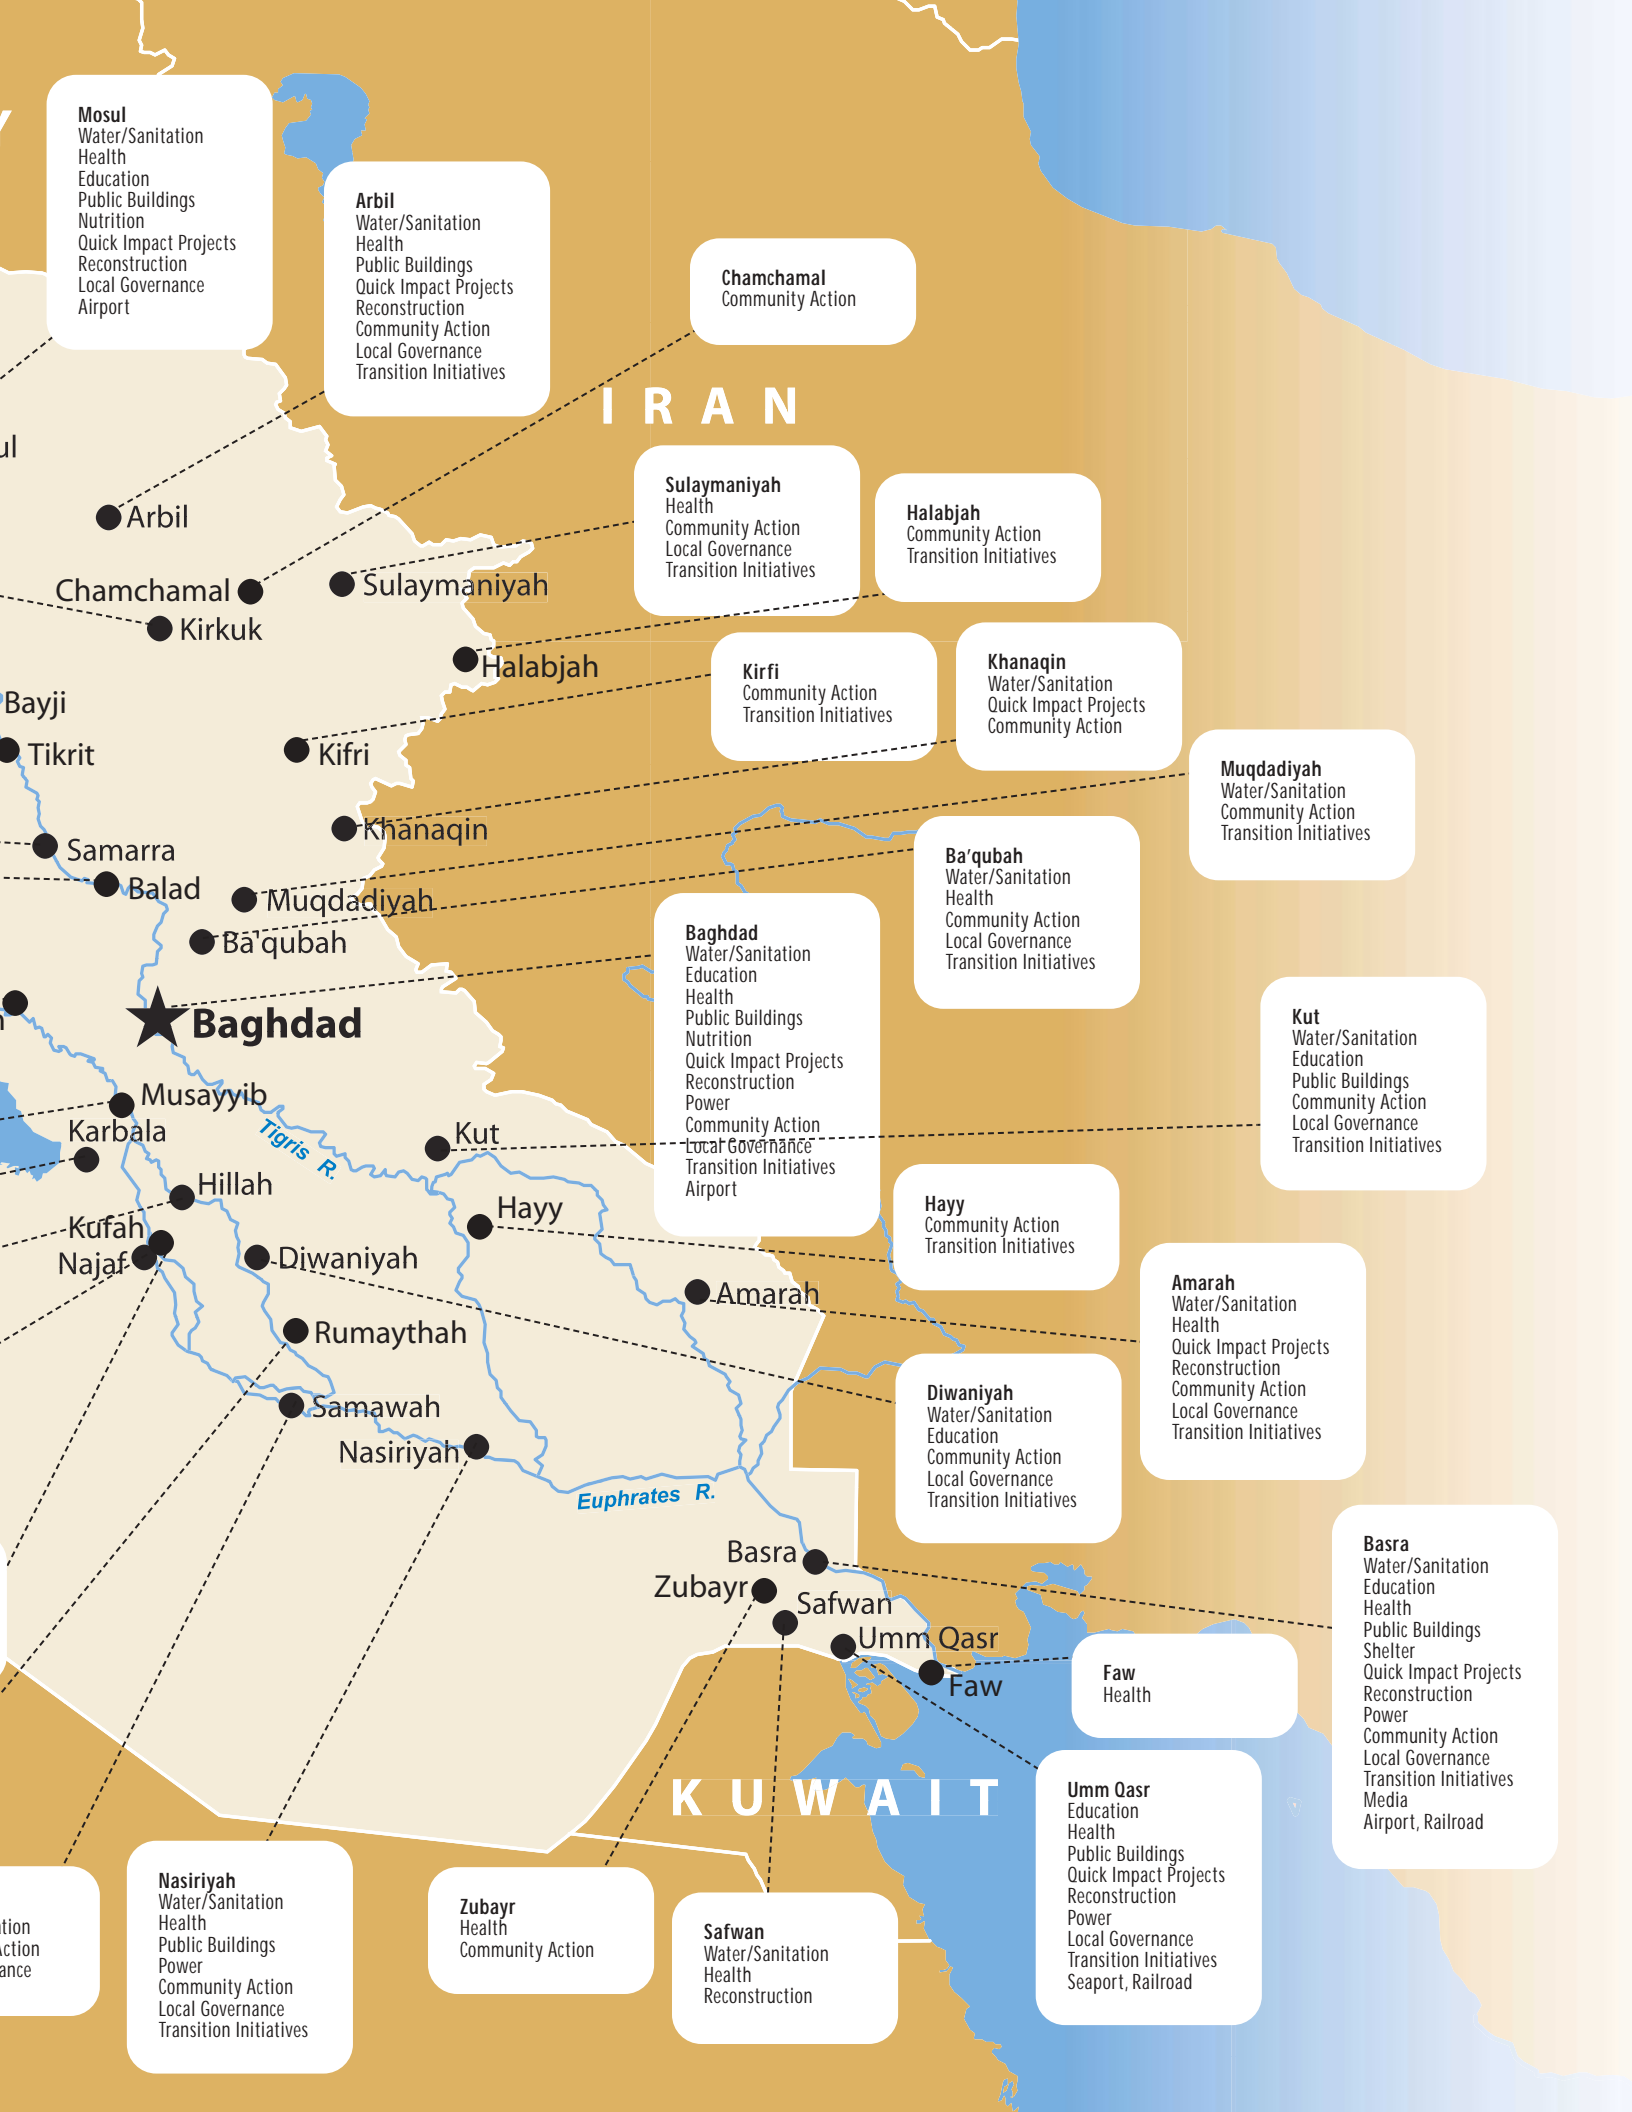 Mosul
Water/Sanitation
Health
Education
Public Buildings
Nutrition
Quick Impact Projects
Reconstruction
Local Governance
Airport
Arbil
Water/Sanitation
Health
Public Buildings
Quick Impact Projects
Reconstruction
Community Action
Local Governance
Transition Initiatives
Chamchamal
Community Action
IRAN
Sulaymaniyah
Health
Community Action
Local Governance
Transition Initiatives
Halabjah
Community Action
Transition Initiatives
Kirfi
Community Action
Transition Initiatives
Khanaqin
Water/Sanitation
Quick Impact Projects
Community Action
Muqdadiyah
Water/Sanitation
Community Action
Transition Initiatives
Ba'qubah
Water/Sanitation
Health
Community Action
Local Governance
Transition Initiatives
Baghdad
Water/Sanitation
Education
Health
Public Buildings
Nutrition
Quick Impact Projects
Reconstruction
Power
Community Action
Local Governance
Transition Initiatives
Airport
Kut
Water/Sanitation
Education
Public Buildings
Community Action
Local Governance
Transition Initiatives
Hayy
Community Action
Transition Initiatives
Amarah
Water/Sanitation
Health
Quick Impact Projects
Reconstruction
Community Action
Local Governance
Transition Initiatives
Diwaniyah
Water/Sanitation
Education
Community Action
Local Governance
Transition Initiatives
Basra
Water/Sanitation
Education
Health
Public Buildings
Shelter
Quick Impact Projects
Reconstruction
Power
Community Action
Local Governance
Transition Initiatives
Media
Airport, Railroad
Faw
Health
Umm Qasr
Education
Health
Public Buildings
Quick Impact Projects
Reconstruction
Power
Local Governance
Transition Initiatives
Seaport, Railroad
Arbil
Chamchamal
Sulaymaniyah
Kirkuk
Halabjah
Bayji
Tikrit
Kifri
Khanaqin
Samarra
Balad
Muqdadiyah
Ba'qubah
Baghdad
Musayyib
Karbala
Tigris R.
Kut
Hillah
Hayy
Kufah
Najaf
Diwaniyah
Amarah
Rumaythah
Samawah
Nasiriyah
Euphrates R.
Basra
Zubayr
Safwan
Umm Qasr
Faw
KUWAIT
Nasiriyah
Water/Sanitation
Health
Public Buildings
Power
Community Action
Local Governance
Transition Initiatives
Zubayr
Health
Community Action
Safwan
Water/Sanitation
Health
Reconstruction